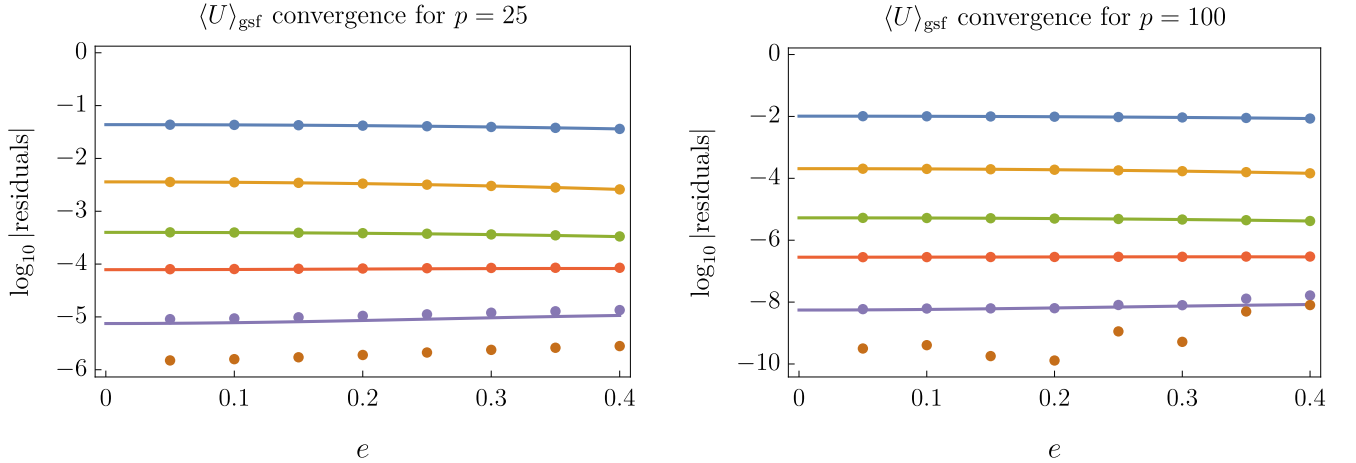 ⟨U⟩gsf convergence for p = 25
log10 |residuals|
0
−1
−2
−3
−4
−5
−6
0 0.1 0.2 0.3 0.4
e
⟨U⟩gsf convergence for p = 100
log10 |residuals|
0
−2
−4
−6
−8
−10
0 0.1 0.2 0.3 0.4
e